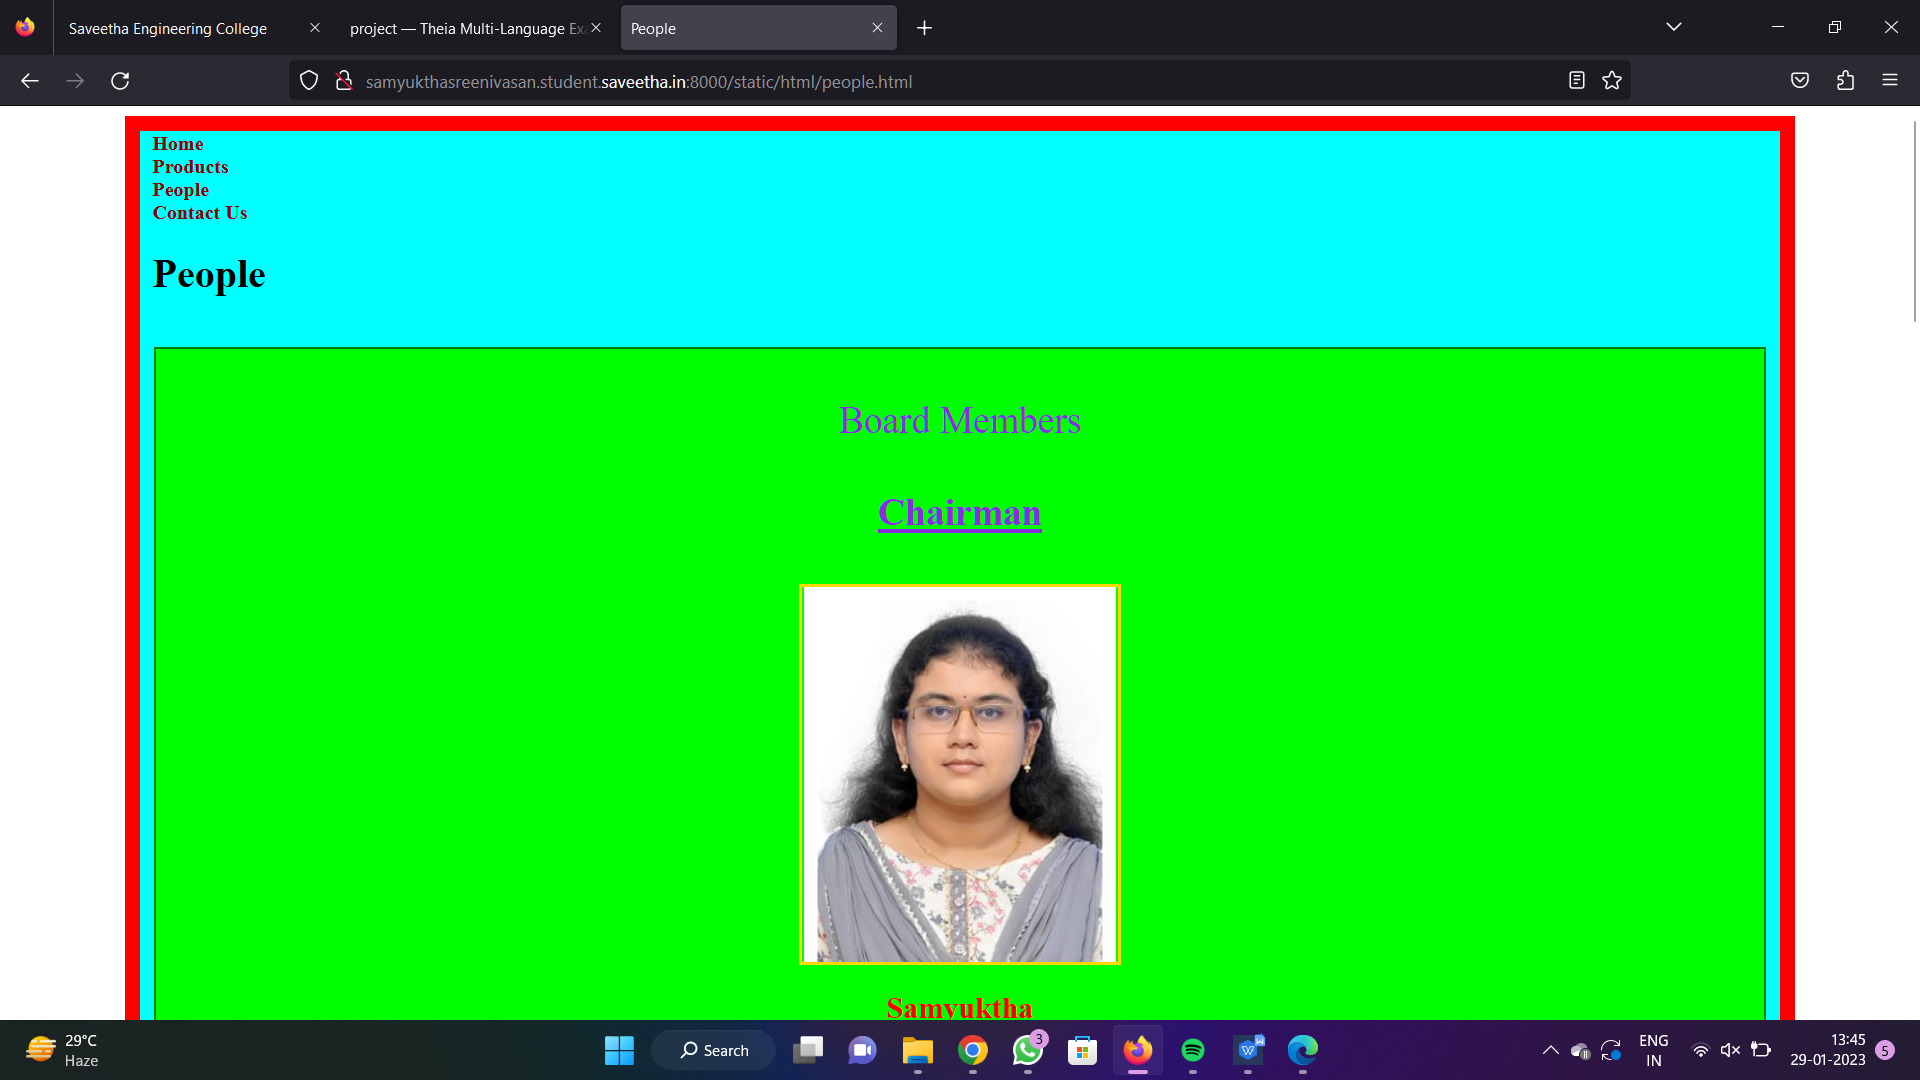 Saveetha Engineering College
project — Theia Multi-Language Ex
People
samyukthasreenivasan.student.saveetha.in:8000/static/html/people.html
Home
Products
People
Contact Us
People
Board Members
Chairman
Samyuktha
29°C
Haze
Search
3
ENG
IN
13:45
29-01-2023
5